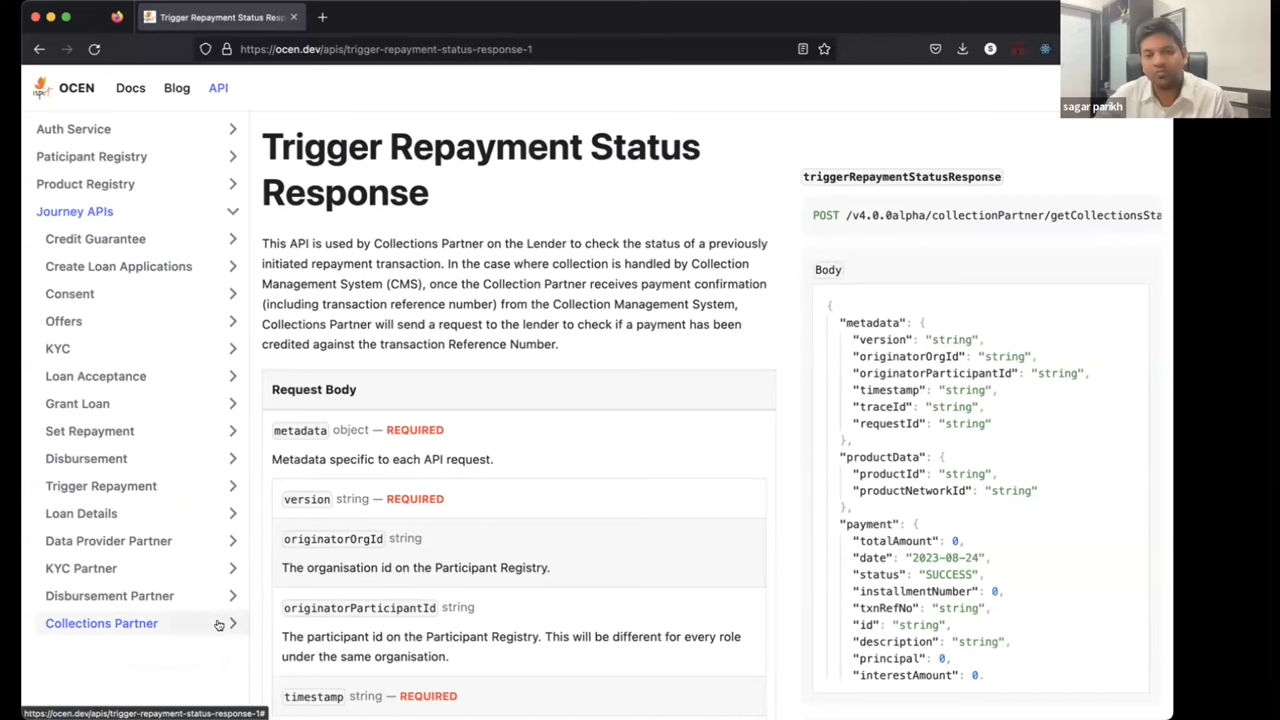 Trigger Repayment Status Resp
https://ocen.dev/apis/trigger-repayment-status-response-1
S
sagar parikh
OCEN
Docs
Blog
API
Auth Service
Paticipant Registry
Product Registry
Journey APIs
Credit Guarantee
Create Loan Applications
Consent
Offers
KYC
Loan Acceptance
Grant Loan
Set Repayment
Disbursement
Trigger Repayment
Loan Details
Data Provider Partner
KYC Partner
Disbursement Partner
Collections Partner
https://ocen.dev/apis/trigger-repayment-status-response-1#
Trigger Repayment Status
Response
This API is used by Collections Partner on the Lender to check the status of a previously
initiated repayment transaction. In the case where collection is handled by Collection
Management System (CMS), once the Collection Partner receives payment confirmation
(including transaction reference number) from the Collection Management System,
Collections Partner will send a request to the lender to check if a payment has been
credited against the transaction Reference Number.
Request Body
metadata object — REQUIRED
Metadata specific to each API request.
version string — REQUIRED
originatorOrgId string
The organisation id on the Participant Registry.
originatorParticipantId string
The participant id on the Participant Registry. This will be different for every role
under the same organisation.
timestamp string — REQUIRED
triggerRepaymentStatusResponse
POST /v4.0.0alpha/collectionPartner/getCollectionsSta
Body
{
"metadata": {
"version": "string",
"originatorOrgId": "string",
"originatorParticipantId": "string",
"timestamp": "string",
"traceId": "string",
"requestId": "string"
},
"productData": {
"productId": "string",
"productNetworkId": "string"
},
"payment": {
"totalAmount": 0,
"date": "2023-08-24",
"status": "SUCCESS",
"installmentNumber": 0,
"txnRefNo": "string",
"id": "string",
"description": "string",
"principal": 0,
"interestAmount": 0,